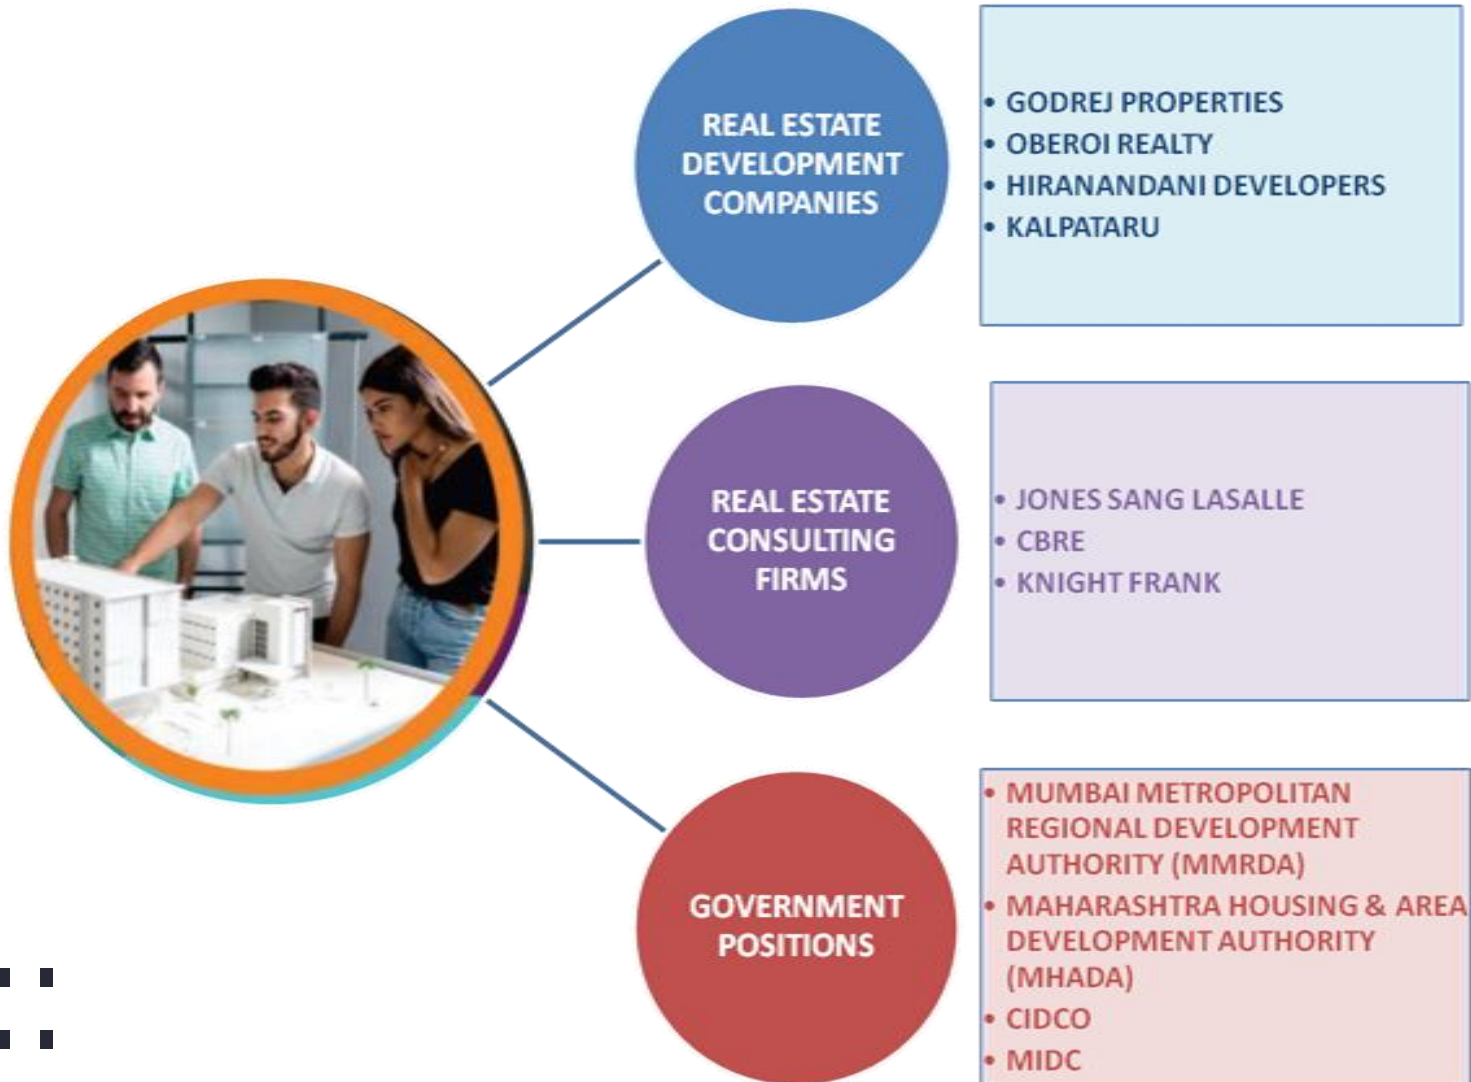 REAL ESTATE
DEVELOPMENT
COMPANIES
• GODREJ PROPERTIES
• OBEROI REALTY
• HIRANANDANI DEVELOPERS
• KALPATARU
REAL ESTATE
CONSULTING
FIRMS
• JONES SANG LASALLE
• CBRE
• KNIGHT FRANK
GOVERNMENT
POSITIONS
• MUMBAI METROPOLITAN
REGIONAL DEVELOPMENT
AUTHORITY (MMRDA)
• MAHARASHTRA HOUSING & AREA
DEVELOPMENT AUTHORITY
(MHADA)
• CIDCO
• MIDC